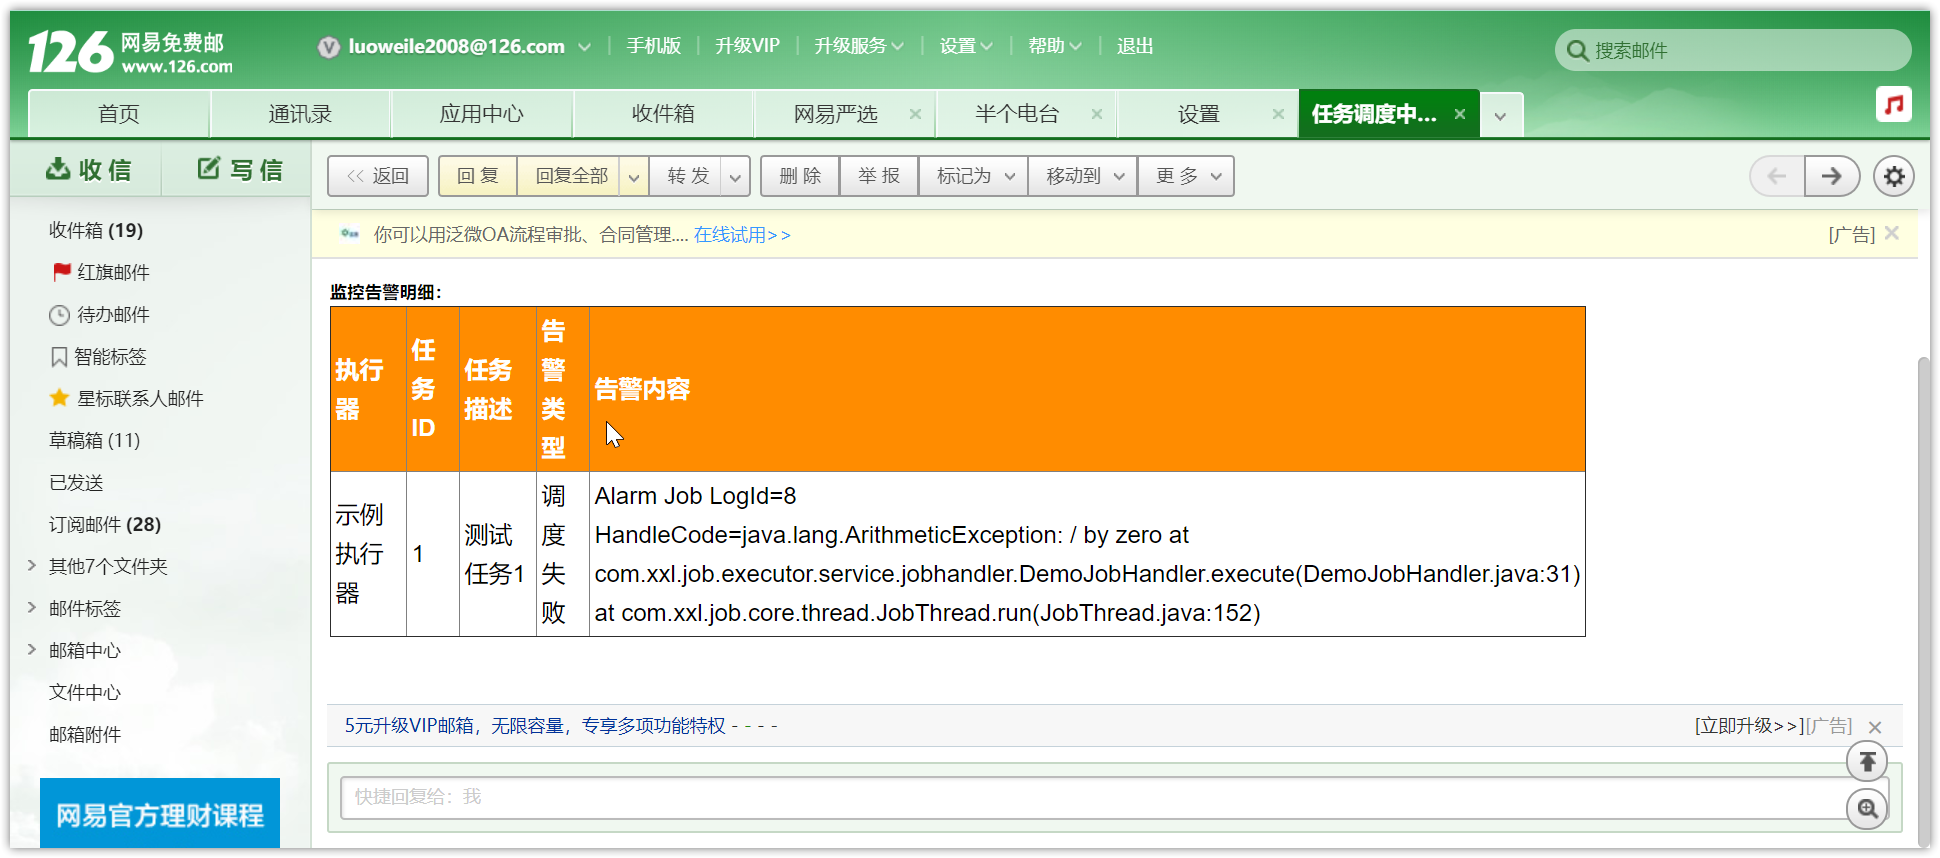 126 网易免费邮
www.126.com
luoweile2008@126.com
手机版
升级VIP
升级服务
设置
帮助
退出
搜索邮件
首页
通讯录
应用中心
收件箱
网易严选
半个电台
设置
任务调度中...
收信
写信
<< 返回
回 复
回复全部
转 发
删 除
举 报
标记为
移动到
更 多
收件箱 (19)
红旗邮件
待办邮件
智能标签
星标联系人邮件
草稿箱 (11)
已发送
订阅邮件 (28)
其他7个文件夹
邮件标签
邮箱中心
文件中心
邮箱附件
网易官方理财课程
你可以用泛微OA流程审批、合同管理.... 在线试用>>
[广告]
监控告警明细：
执行
器
任
务
ID
任务
描述
告
警
类
型
告警内容
示例
执行
器
1
测试
任务1
调
度
失
败
Alarm Job LogId=8
HandleCode=java.lang.ArithmeticException: / by zero at
com.xxl.job.executor.service.jobhandler.DemoJobHandler.execute(DemoJobHandler.java:31)
at com.xxl.job.core.thread.JobThread.run(JobThread.java:152)
5元升级VIP邮箱，无限容量，专享多项功能特权 - - - -
[立即升级>>][广告]
快捷回复给：我